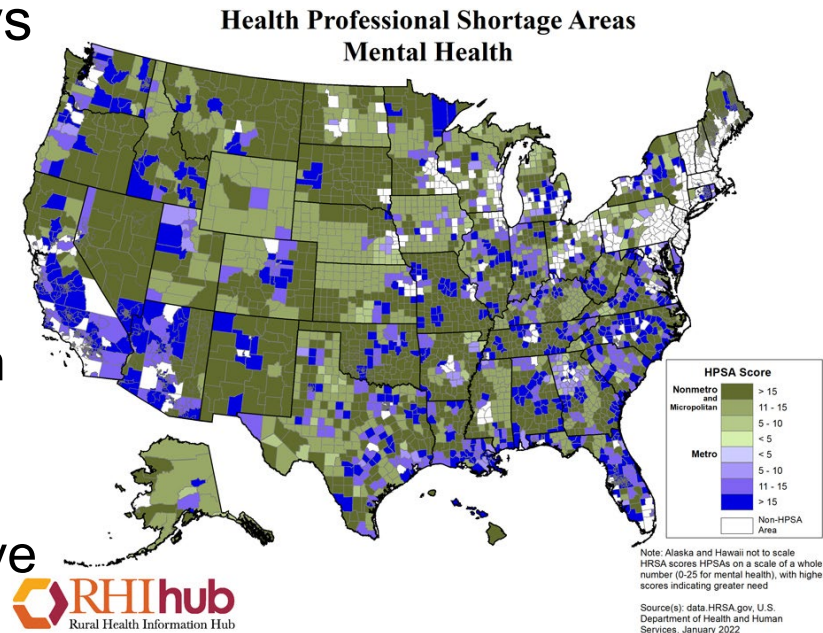 ys
Health Professional Shortage Areas
Mental Health
n
HPSA Score
Nonmetro
and
Micropolitan
> 15
11 - 15
5 - 10
< 5
Metro
< 5
5 - 10
11 - 15
> 15
Non-HPSA
Area
ve
RHIhub
Rural Health Information Hub
Note: Alaska and Hawaii not to scale
HRSA scores HPSAs on a scale of a whole
number (0-25 for mental health), with highe
scores indicating greater need
Source(s): data.HRSA.gov, U.S.
Department of Health and Human
Services, January 2022